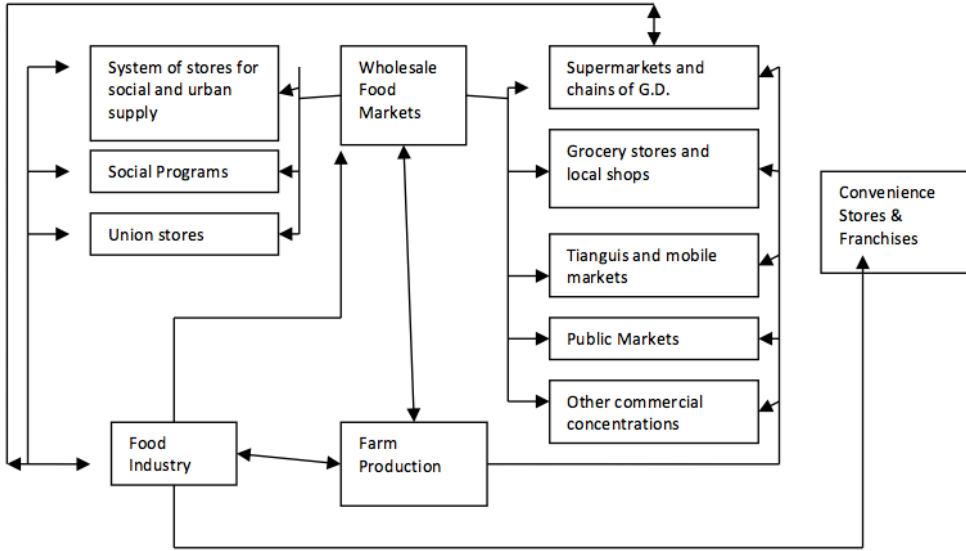 System of stores for
social and urban
supply
Social Programs
Union stores
Wholesale
Food
Markets
Supermarkets and
chains of G.D.
Grocery stores and
local shops
Tianguis and mobile
markets
Public Markets
Other commercial
concentrations
Convenience
Stores &
Franchises
Food
Industry
Farm
Production